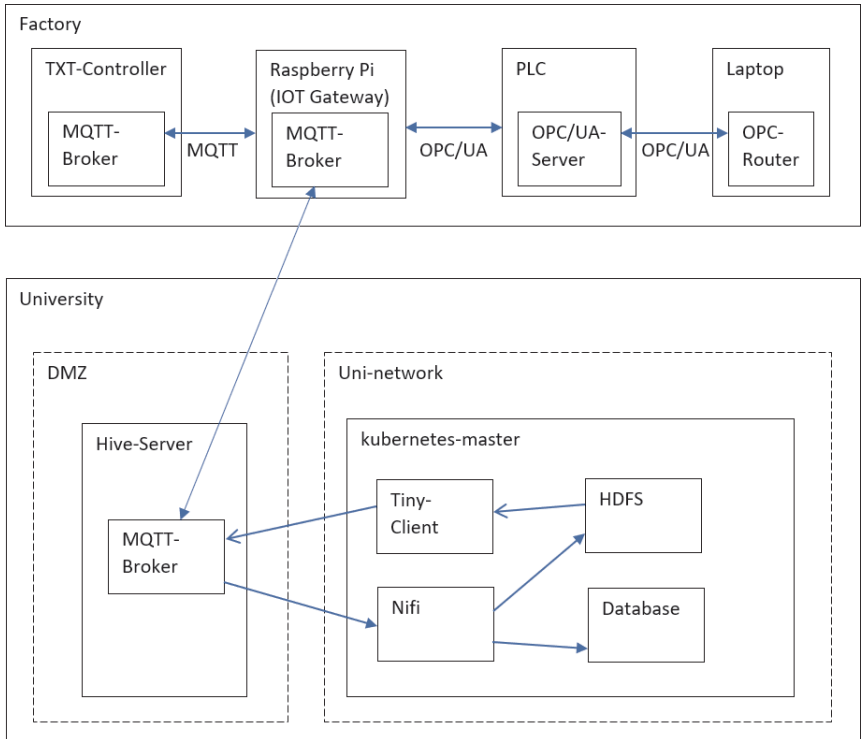 Factory
TXT-Controller
MQTT-
Broker
MQTT
Raspberry Pi
(IOT Gateway)
MQTT-
Broker
OPC/UA
PLC
OPC/UA-
Server
OPC/UA
Laptop
OPC-
Router
University
DMZ
Hive-Server
MQTT-
Broker
Uni-network
kubernetes-master
Tiny-
Client
HDFS
Nifi
Database